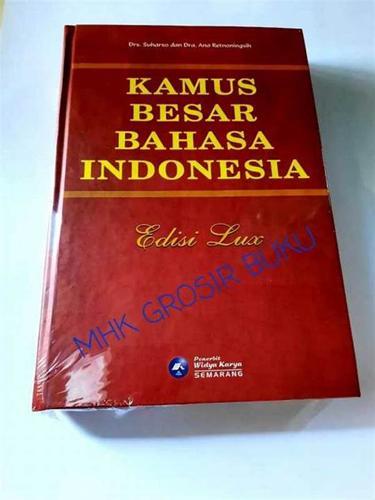 Drs. Suharso dan Dra. Ana Retnoningsih
KAMUS
BESAR
BAHASA
INDONESIA
Edisi Lux
MHK GROSIR BUKU
Penerbit
Widya Karya
SEMARANG